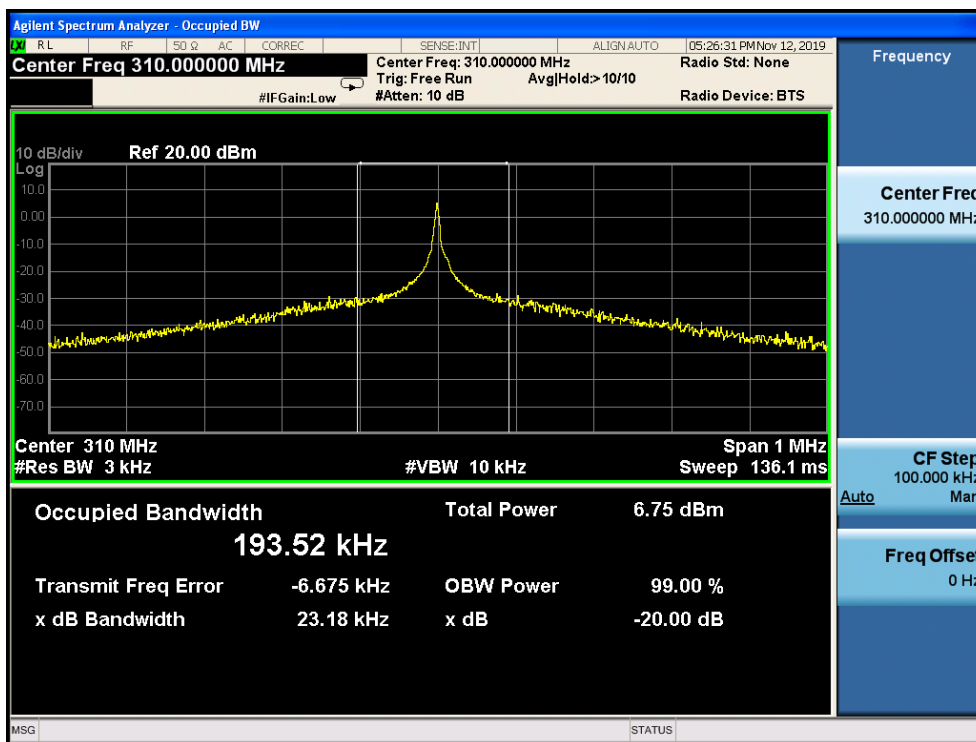 Agilent Spectrum Analyzer - Occupied BW
LXI RL RF 50 Ω AC CORREC SENSE:INT ALIGN AUTO 05:26:31 PM Nov 12, 2019
Center Freq 310.000000 MHz Center Freq: 310.000000 MHz Radio Std: None Frequency
Trig: Free Run Avg|Hold:> 10/10
#IFGain:Low #Atten: 10 dB Radio Device: BTS
10 dB/div Ref 20.00 dBm
Log
10.0
0.00
-10.0
-20.0
-30.0
-40.0
-50.0
-60.0
-70.0
Center 310 MHz Span 1 MHz
#Res BW 3 kHz #VBW 10 kHz Sweep 136.1 ms
Occupied Bandwidth Total Power 6.75 dBm
193.52 kHz
Transmit Freq Error -6.675 kHz OBW Power 99.00 %
x dB Bandwidth 23.18 kHz x dB -20.00 dB
Center Freq
310.000000 MHz
CF Step
100.000 kHz
Auto Man
Freq Offset
0 Hz
MSG STATUS